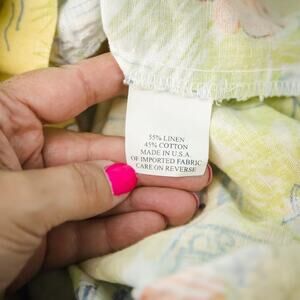 55% LINEN
45% COTTON
MADE IN U.S.A
OF IMPORTED FABRIC
CARE ON REVERSE